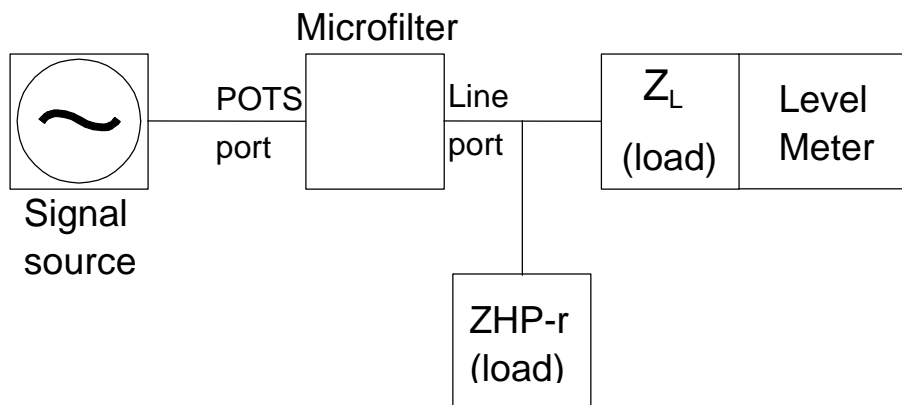 Microfilter
POTS
port
Line
port
Z_L
(load)
Level
Meter
Signal
source
ZHP-r
(load)